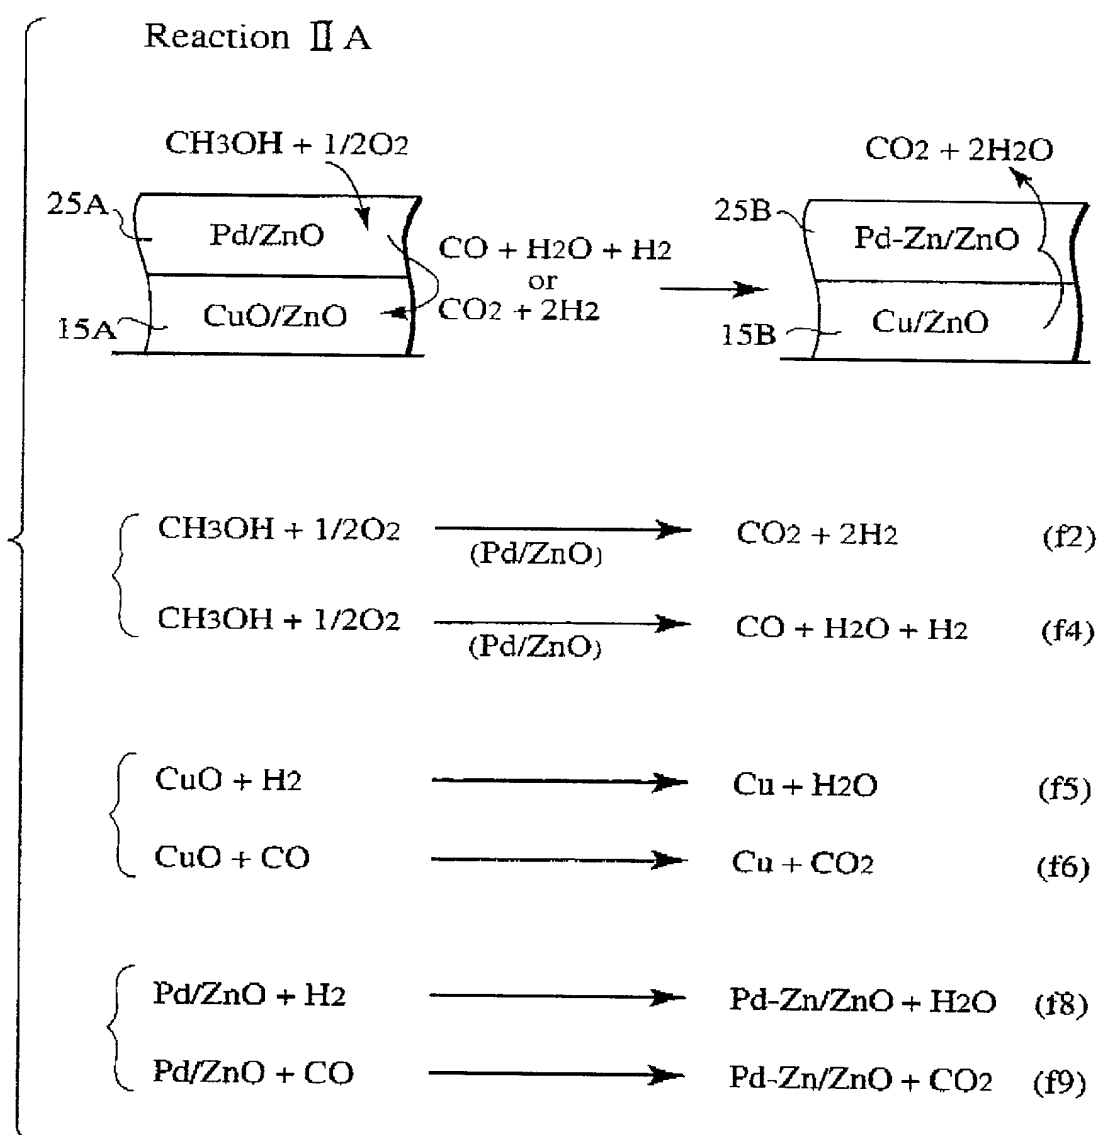 Reaction Ⅱ A
CH3OH + 1/2O2
CO2 + 2H2O
25A
Pd/ZnO
CO + H2O + H2
or
CO2 + 2H2
15A
CuO/ZnO
25B
Pd-Zn/ZnO
15B
Cu/ZnO
CH3OH + 1/2O2 (Pd/ZnO) CO2 + 2H2 (f2)
CH3OH + 1/2O2 (Pd/ZnO) CO + H2O + H2 (f4)
CuO + H2 Cu + H2O (f5)
CuO + CO Cu + CO2 (f6)
Pd/ZnO + H2 Pd-Zn/ZnO + H2O (f8)
Pd/ZnO + CO Pd-Zn/ZnO + CO2 (f9)